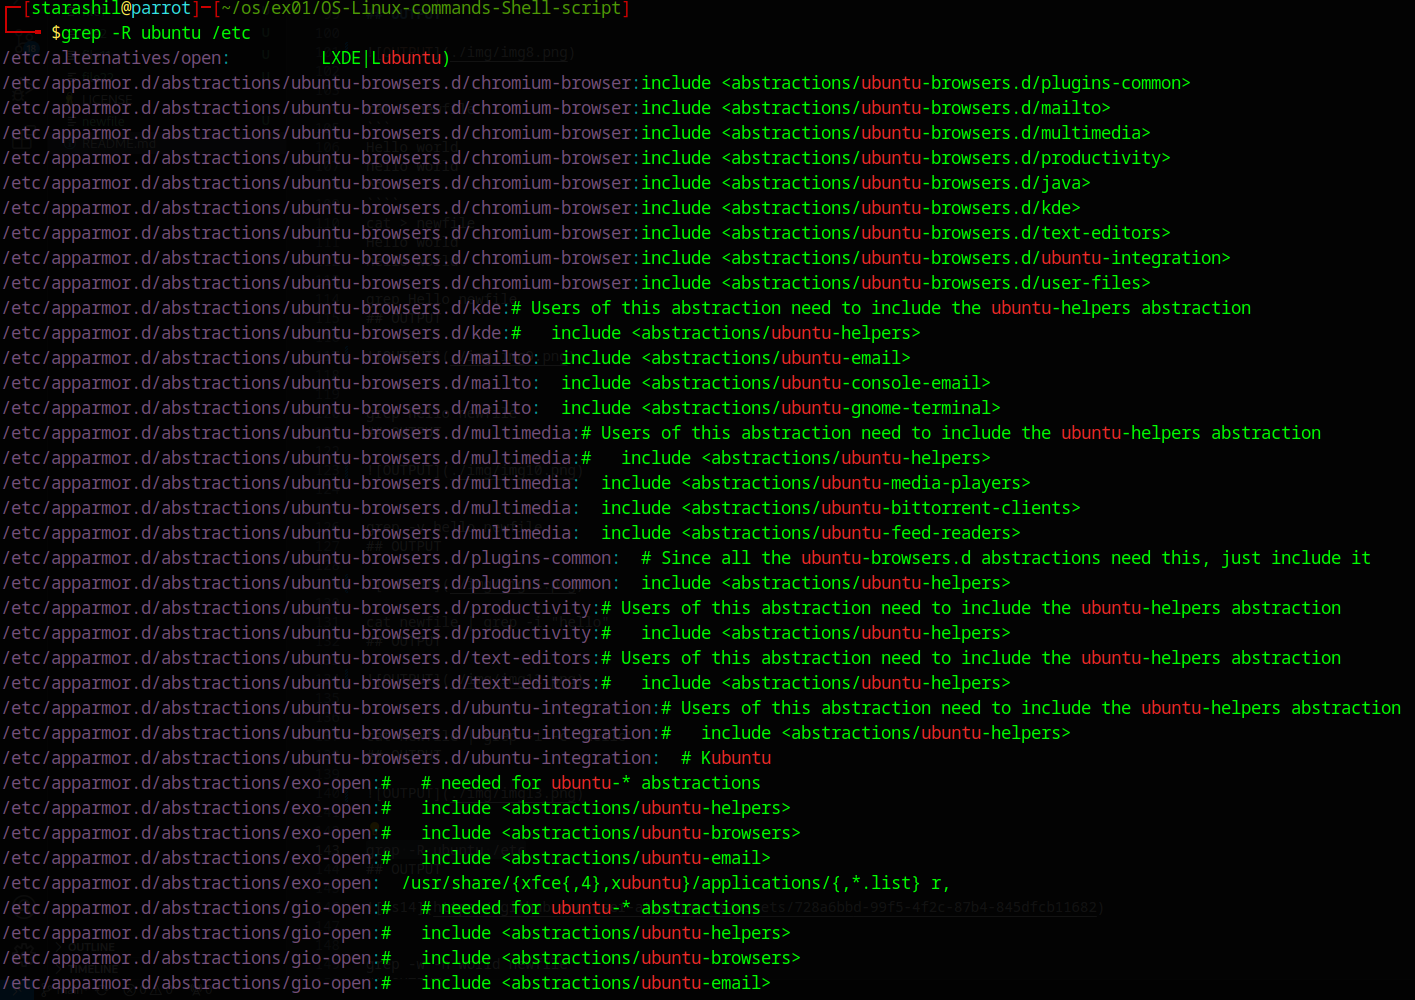 ┌─[starashil@parrot]─[~/os/ex01/OS-Linux-commands-Shell-script]
└──╼ $grep -R ubuntu /etc
/etc/alternatives/open:         LXDE|Lubuntu)
/etc/apparmor.d/abstractions/ubuntu-browsers.d/chromium-browser:include <abstractions/ubuntu-browsers.d/plugins-common>
/etc/apparmor.d/abstractions/ubuntu-browsers.d/chromium-browser:include <abstractions/ubuntu-browsers.d/mailto>
/etc/apparmor.d/abstractions/ubuntu-browsers.d/chromium-browser:include <abstractions/ubuntu-browsers.d/multimedia>
/etc/apparmor.d/abstractions/ubuntu-browsers.d/chromium-browser:include <abstractions/ubuntu-browsers.d/productivity>
/etc/apparmor.d/abstractions/ubuntu-browsers.d/chromium-browser:include <abstractions/ubuntu-browsers.d/java>
/etc/apparmor.d/abstractions/ubuntu-browsers.d/chromium-browser:include <abstractions/ubuntu-browsers.d/kde>
/etc/apparmor.d/abstractions/ubuntu-browsers.d/chromium-browser:include <abstractions/ubuntu-browsers.d/text-editors>
/etc/apparmor.d/abstractions/ubuntu-browsers.d/chromium-browser:include <abstractions/ubuntu-browsers.d/ubuntu-integration>
/etc/apparmor.d/abstractions/ubuntu-browsers.d/chromium-browser:include <abstractions/ubuntu-browsers.d/user-files>
/etc/apparmor.d/abstractions/ubuntu-browsers.d/kde:# Users of this abstraction need to include the ubuntu-helpers abstraction
/etc/apparmor.d/abstractions/ubuntu-browsers.d/kde:#   include <abstractions/ubuntu-helpers>
/etc/apparmor.d/abstractions/ubuntu-browsers.d/mailto:  include <abstractions/ubuntu-email>
/etc/apparmor.d/abstractions/ubuntu-browsers.d/mailto:  include <abstractions/ubuntu-console-email>
/etc/apparmor.d/abstractions/ubuntu-browsers.d/mailto:  include <abstractions/ubuntu-gnome-terminal>
/etc/apparmor.d/abstractions/ubuntu-browsers.d/multimedia:# Users of this abstraction need to include the ubuntu-helpers abstraction
/etc/apparmor.d/abstractions/ubuntu-browsers.d/multimedia:#   include <abstractions/ubuntu-helpers>
/etc/apparmor.d/abstractions/ubuntu-browsers.d/multimedia:  include <abstractions/ubuntu-media-players>
/etc/apparmor.d/abstractions/ubuntu-browsers.d/multimedia:  include <abstractions/ubuntu-bittorrent-clients>
/etc/apparmor.d/abstractions/ubuntu-browsers.d/multimedia:  include <abstractions/ubuntu-feed-readers>
/etc/apparmor.d/abstractions/ubuntu-browsers.d/plugins-common:  # Since all the ubuntu-browsers.d abstractions need this, just include it
/etc/apparmor.d/abstractions/ubuntu-browsers.d/plugins-common:  include <abstractions/ubuntu-helpers>
/etc/apparmor.d/abstractions/ubuntu-browsers.d/productivity:# Users of this abstraction need to include the ubuntu-helpers abstraction
/etc/apparmor.d/abstractions/ubuntu-browsers.d/productivity:#   include <abstractions/ubuntu-helpers>
/etc/apparmor.d/abstractions/ubuntu-browsers.d/text-editors:# Users of this abstraction need to include the ubuntu-helpers abstraction
/etc/apparmor.d/abstractions/ubuntu-browsers.d/text-editors:#   include <abstractions/ubuntu-helpers>
/etc/apparmor.d/abstractions/ubuntu-browsers.d/ubuntu-integration:# Users of this abstraction need to include the ubuntu-helpers abstraction
/etc/apparmor.d/abstractions/ubuntu-browsers.d/ubuntu-integration:#   include <abstractions/ubuntu-helpers>
/etc/apparmor.d/abstractions/ubuntu-browsers.d/ubuntu-integration:  # Kubuntu
/etc/apparmor.d/abstractions/exo-open:#   # needed for ubuntu-* abstractions
/etc/apparmor.d/abstractions/exo-open:#   include <abstractions/ubuntu-helpers>
/etc/apparmor.d/abstractions/exo-open:#   include <abstractions/ubuntu-browsers>
/etc/apparmor.d/abstractions/exo-open:#   include <abstractions/ubuntu-email>
/etc/apparmor.d/abstractions/exo-open:  /usr/share/{xfce{,4},xubuntu}/applications/{,*.list} r,
/etc/apparmor.d/abstractions/gio-open:#   # needed for ubuntu-* abstractions
/etc/apparmor.d/abstractions/gio-open:#   include <abstractions/ubuntu-helpers>
/etc/apparmor.d/abstractions/gio-open:#   include <abstractions/ubuntu-browsers>
/etc/apparmor.d/abstractions/gio-open:#   include <abstractions/ubuntu-email>